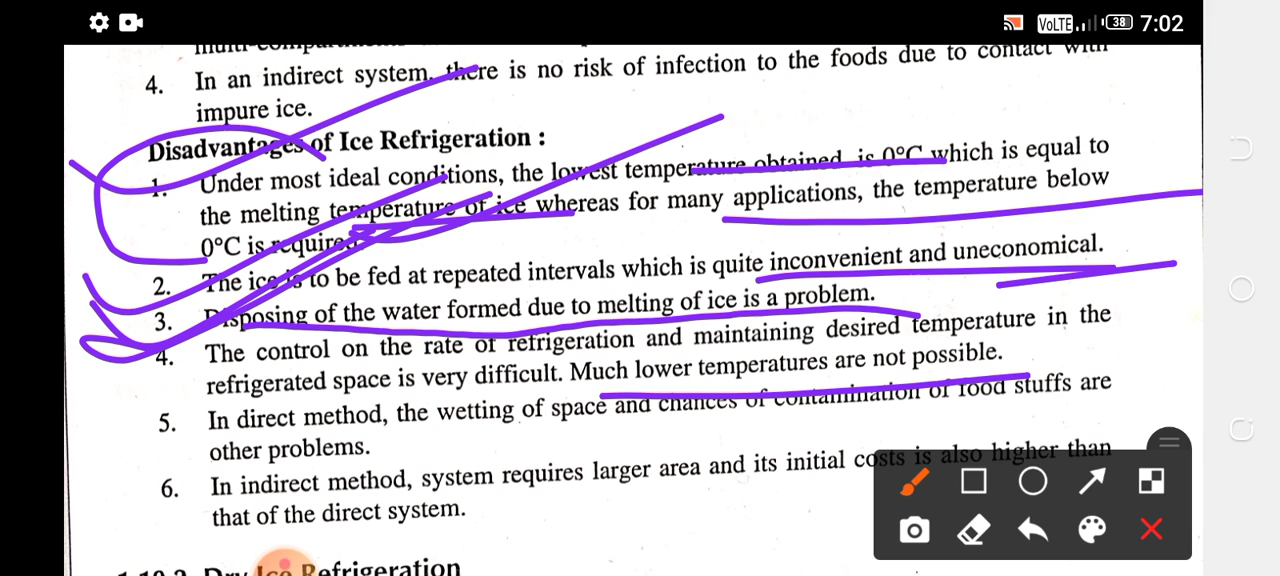 VoLTE 38 7:02
4. In an indirect system, there is no risk of infection to the foods due to contact with
impure ice.
Disadvantages of Ice Refrigeration :
1. Under most ideal conditions, the lowest temperature obtained is 0°C which is equal to
the melting temperature of ice whereas for many applications, the temperature below
0°C is required.
2. The ice is to be fed at repeated intervals which is quite inconvenient and uneconomical.
3. Disposing of the water formed due to melting of ice is a problem.
4. The control on the rate of refrigeration and maintaining desired temperature in the
refrigerated space is very difficult. Much lower temperatures are not possible.
5. In direct method, the wetting of space and chances of contamination of food stuffs are
other problems.
6. In indirect method, system requires larger area and its initial costs is also higher than
that of the direct system.
Dry Ice Refrigeration